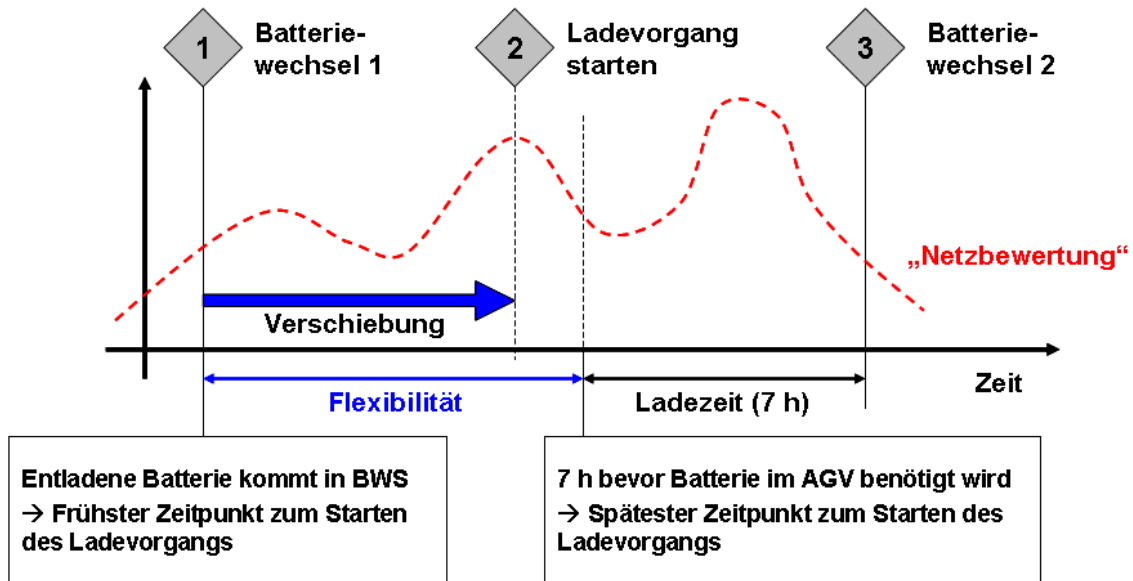 1
Batterie-
wechsel 1
2
Ladevorgang
starten
3
Batterie-
wechsel 2
„Netzbewertung“
Verschiebung
Zeit
Flexibilität
Ladezeit (7 h)
Entladene Batterie kommt in BWS
→ Frühster Zeitpunkt zum Starten
des Ladevorgangs
7 h bevor Batterie im AGV benötigt wird
→ Spätester Zeitpunkt zum Starten des
Ladevorgangs